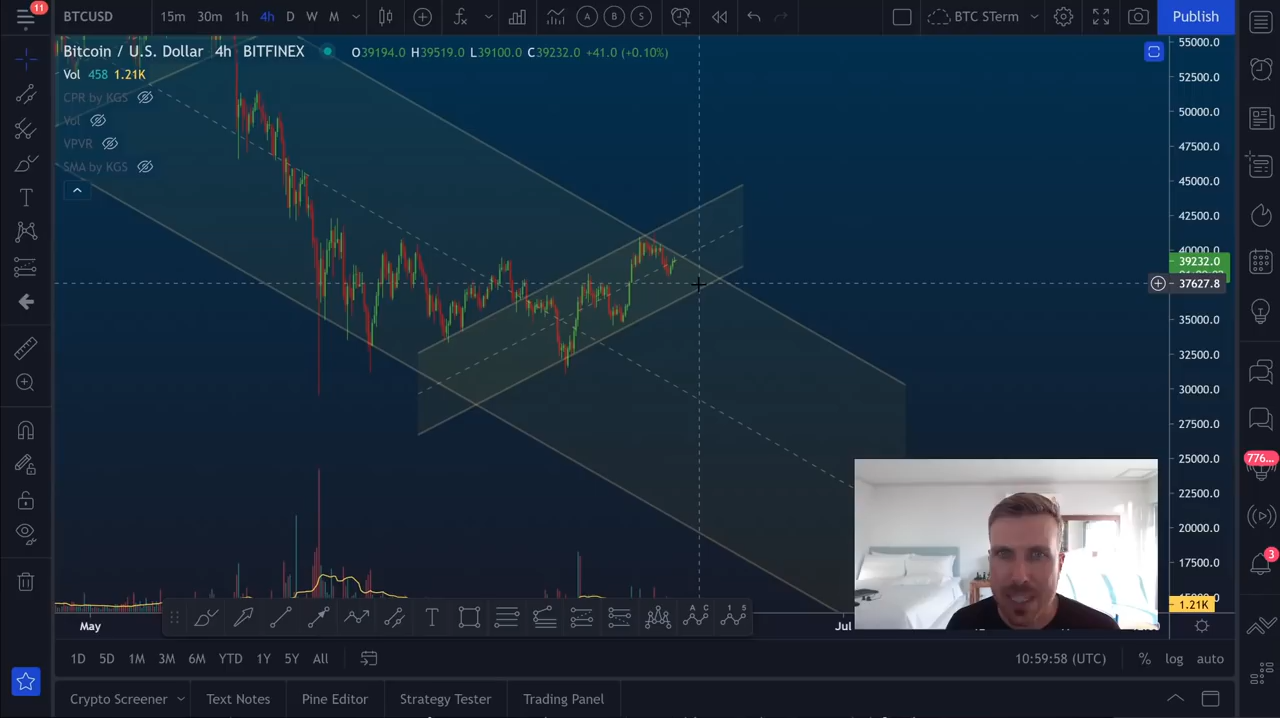 11
BTCUSD 15m 30m 1h 4h D W M A B S BTC STerm Publish
Bitcoin / U.S. Dollar 4h BITFINEX O39194.0 H39519.0 L39100.0 C39232.0 +41.0 (+0.10%)
Vol 458 1.21K
CPR by KGS
Vol
VPVR
SMA by KGS
55000.0
52500.0
50000.0
47500.0
45000.0
42500.0
40000.0
39232.0
37627.8
35000.0
32500.0
30000.0
27500.0
25000.0
22500.0
20000.0
17500.0
1.21K
776...
3
T
T
A C
1 5
May Jul
1D 5D 1M 3M 6M YTD 1Y 5Y All 10:59:58 (UTC) % log auto
Crypto Screener Text Notes Pine Editor Strategy Tester Trading Panel